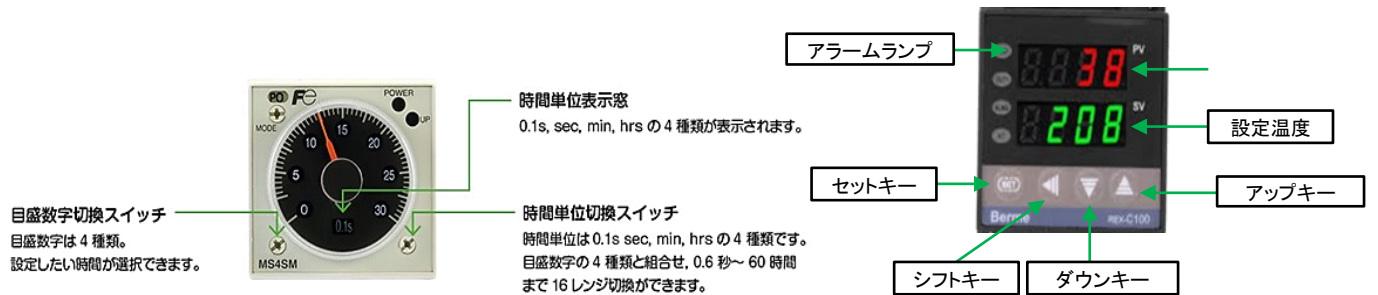 PO Fe
POWER
UP
MODE
0
5
10
15
20
25
30
0.1s
MS4SM
時間単位表示窓
0.1s, sec, min, hrs の 4 種類が表示されます。
目盛数字切換スイッチ
目盛数字は 4 種類。
設定したい時間が選択できます。
時間単位切換スイッチ
時間単位は 0.1s sec, min, hrs の 4 種類です。
目盛数字の 4 種類と組合せ, 0.6 秒～ 60 時間
まで 16 レンジ切換ができます。
アラームランプ
38
PV
208
SV
設定温度
セットキー
SET
アップキー
Berme
REX-C100
シフトキー
ダウンキー